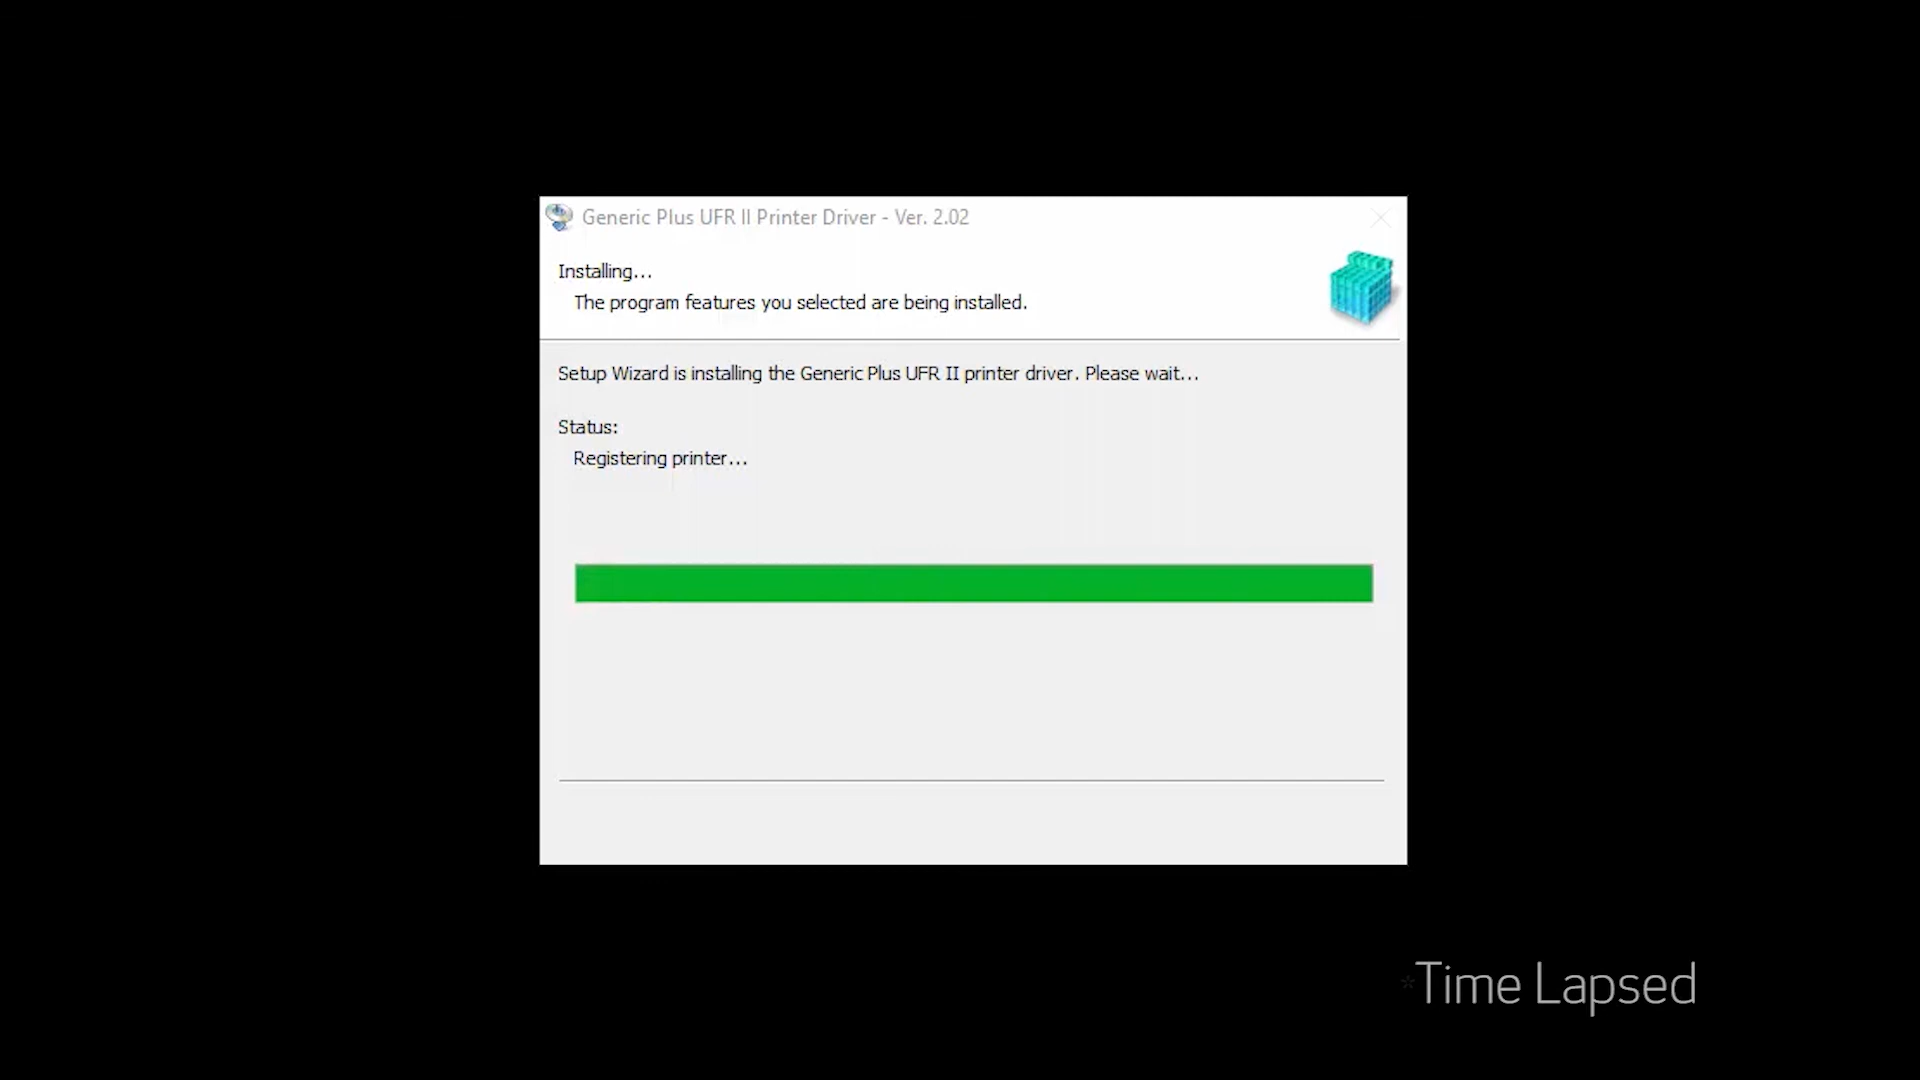 Generic Plus UFR II Printer Driver - Ver. 2.02
Installing...
The program features you selected are being installed.
Setup Wizard is installing the Generic Plus UFR II printer driver. Please wait...
Status:
Registering printer...
*Time Lapsed